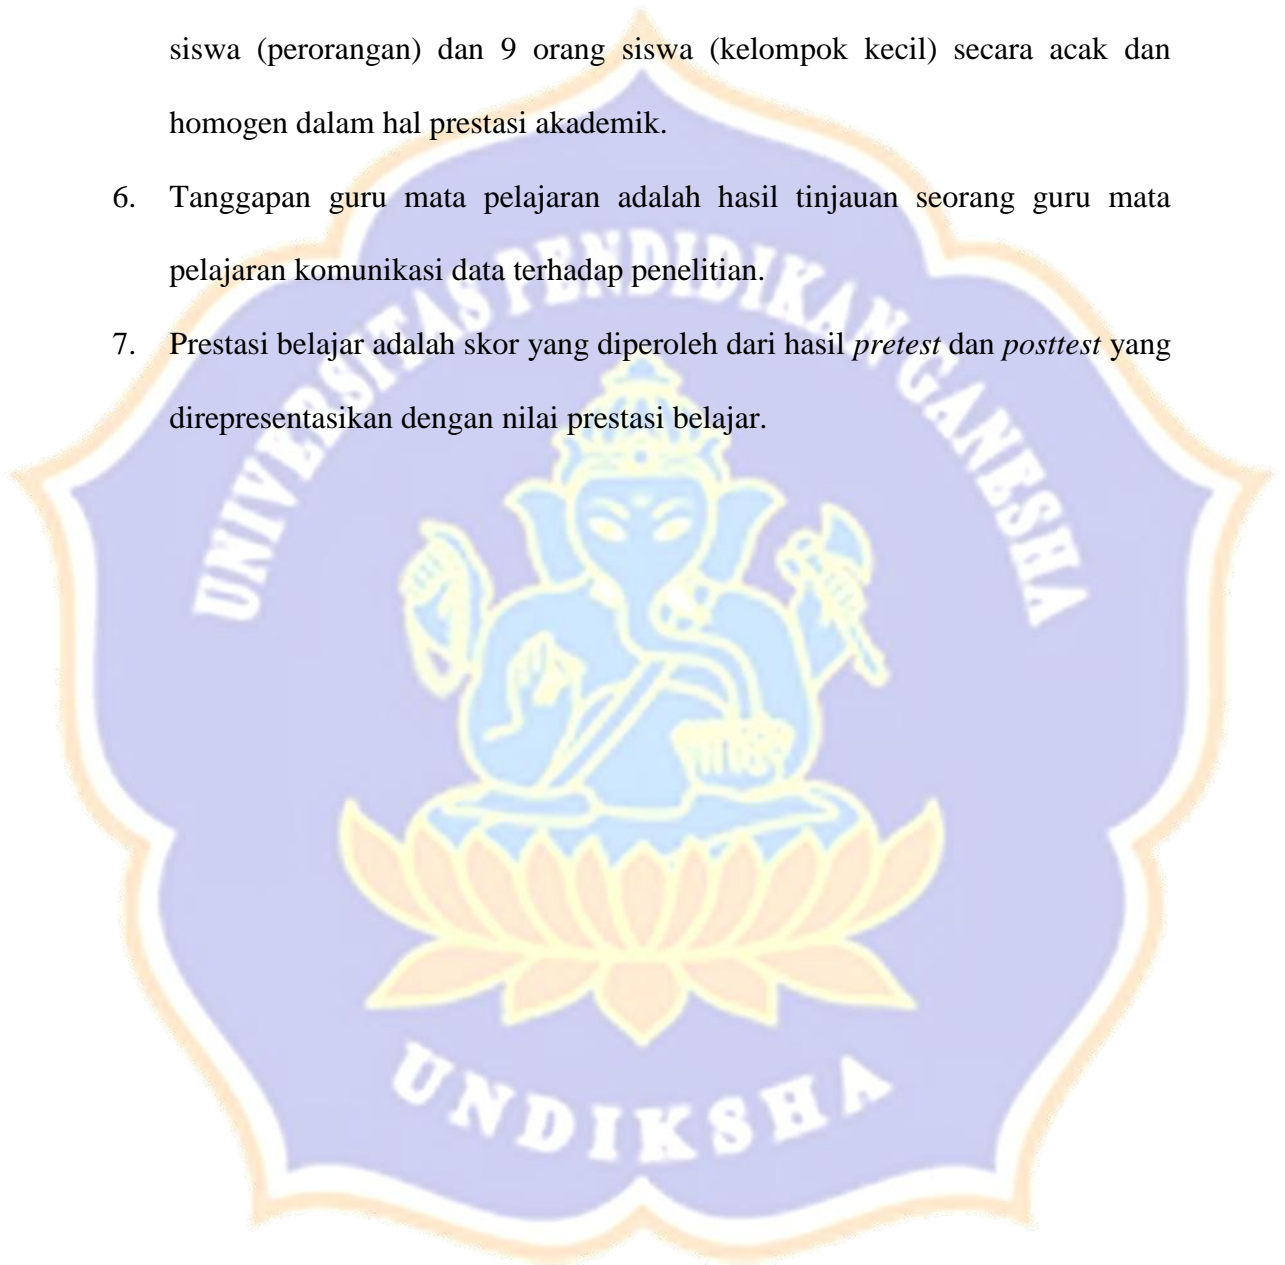 siswa (perorangan) dan 9 orang siswa (kelompok kecil) secara acak dan
homogen dalam hal prestasi akademik.
6. Tanggapan guru mata pelajaran adalah hasil tinjauan seorang guru mata
pelajaran komunikasi data terhadap penelitian.
7. Prestasi belajar adalah skor yang diperoleh dari hasil pretest dan posttest yang
direpresentasikan dengan nilai prestasi belajar.
UNIVERSITAS PENDIDIKAN GANESHA
UNDIKSHA